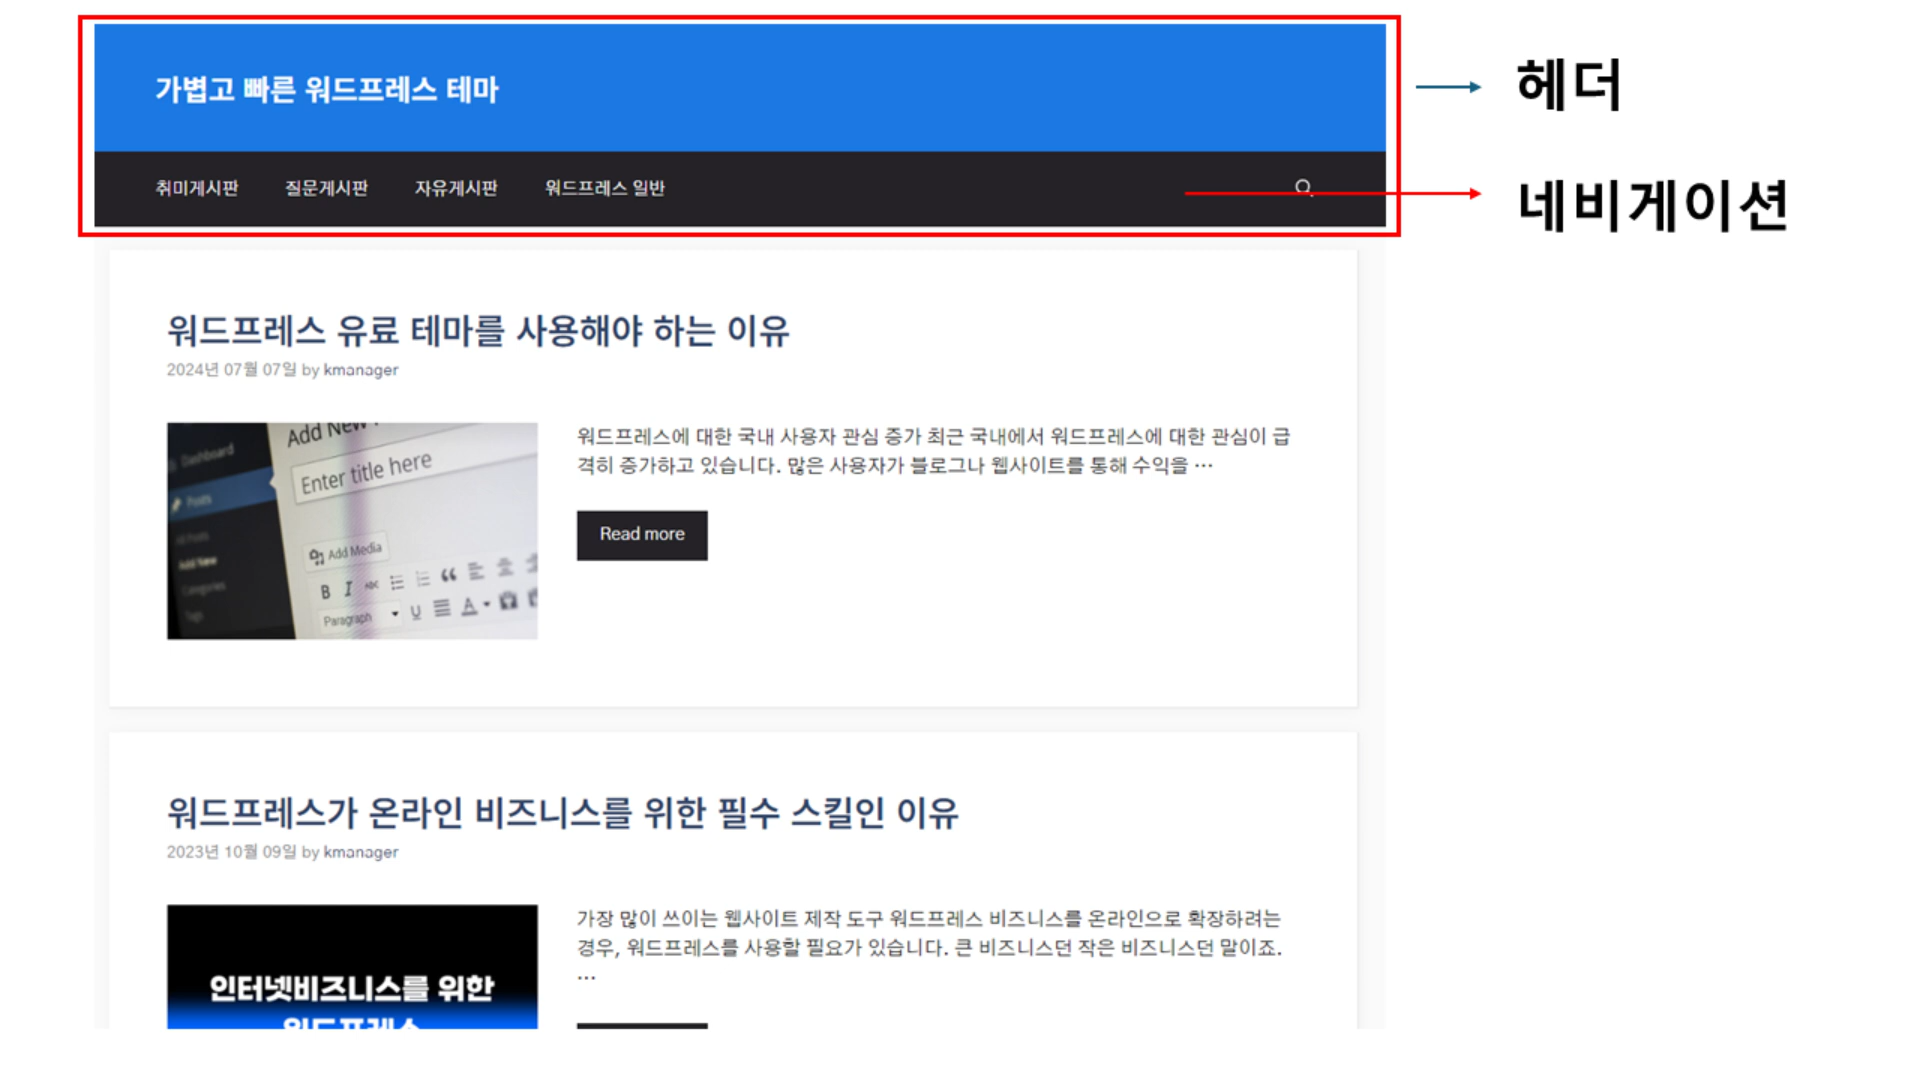 가볍고 빠른 워드프레스 테마
헤더
취미게시판 질문게시판 자유게시판 워드프레스 일반
네비게이션
워드프레스 유료 테마를 사용해야 하는 이유
2024년 07월 07일 by kmanager
Dashboard
Posts
Add New
Categories
Tags
Enter title here
Add Media
B I ABC
Paragraph U A
워드프레스에 대한 국내 사용자 관심 증가 최근 국내에서 워드프레스에 대한 관심이 급
격히 증가하고 있습니다. 많은 사용자가 블로그나 웹사이트를 통해 수익을 …
Read more
워드프레스가 온라인 비즈니스를 위한 필수 스킬인 이유
2023년 10월 09일 by kmanager
인터넷비즈니스를 위한
워드프레스
가장 많이 쓰이는 웹사이트 제작 도구 워드프레스 비즈니스를 온라인으로 확장하려는
경우, 워드프레스를 사용할 필요가 있습니다. 큰 비즈니스던 작은 비즈니스던 말이죠.
…